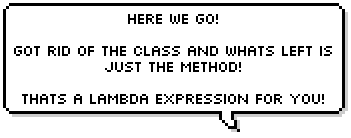 HERE WE GO!
GOT RID OF THE CLASS AND WHATS LEFT IS
JUST THE METHOD!
THATS A LAMBDA EXPRESSION FOR YOU!